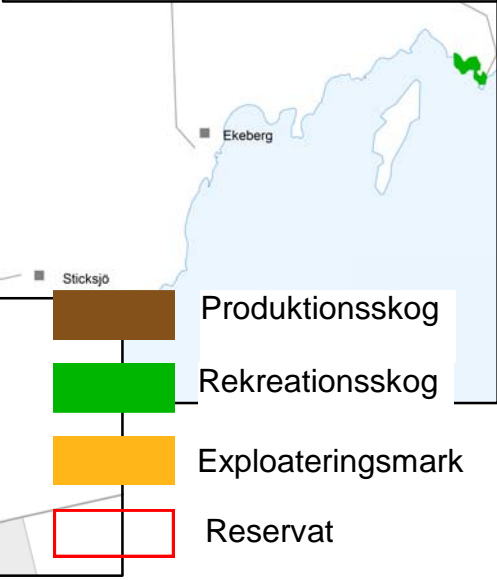 Ekeberg
Sticksjö
Produktionsskog
Rekreationsskog
Exploateringsmark
Reservat